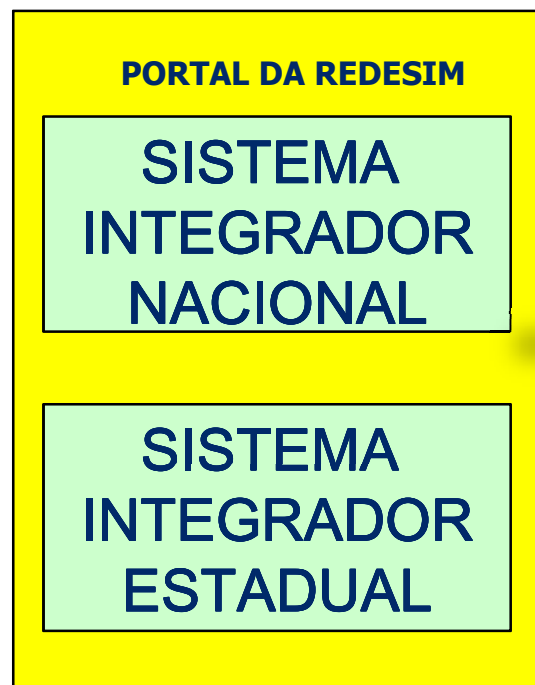 PORTAL DA REDESIM
SISTEMA
INTEGRADOR
NACIONAL
SISTEMA
INTEGRADOR
ESTADUAL